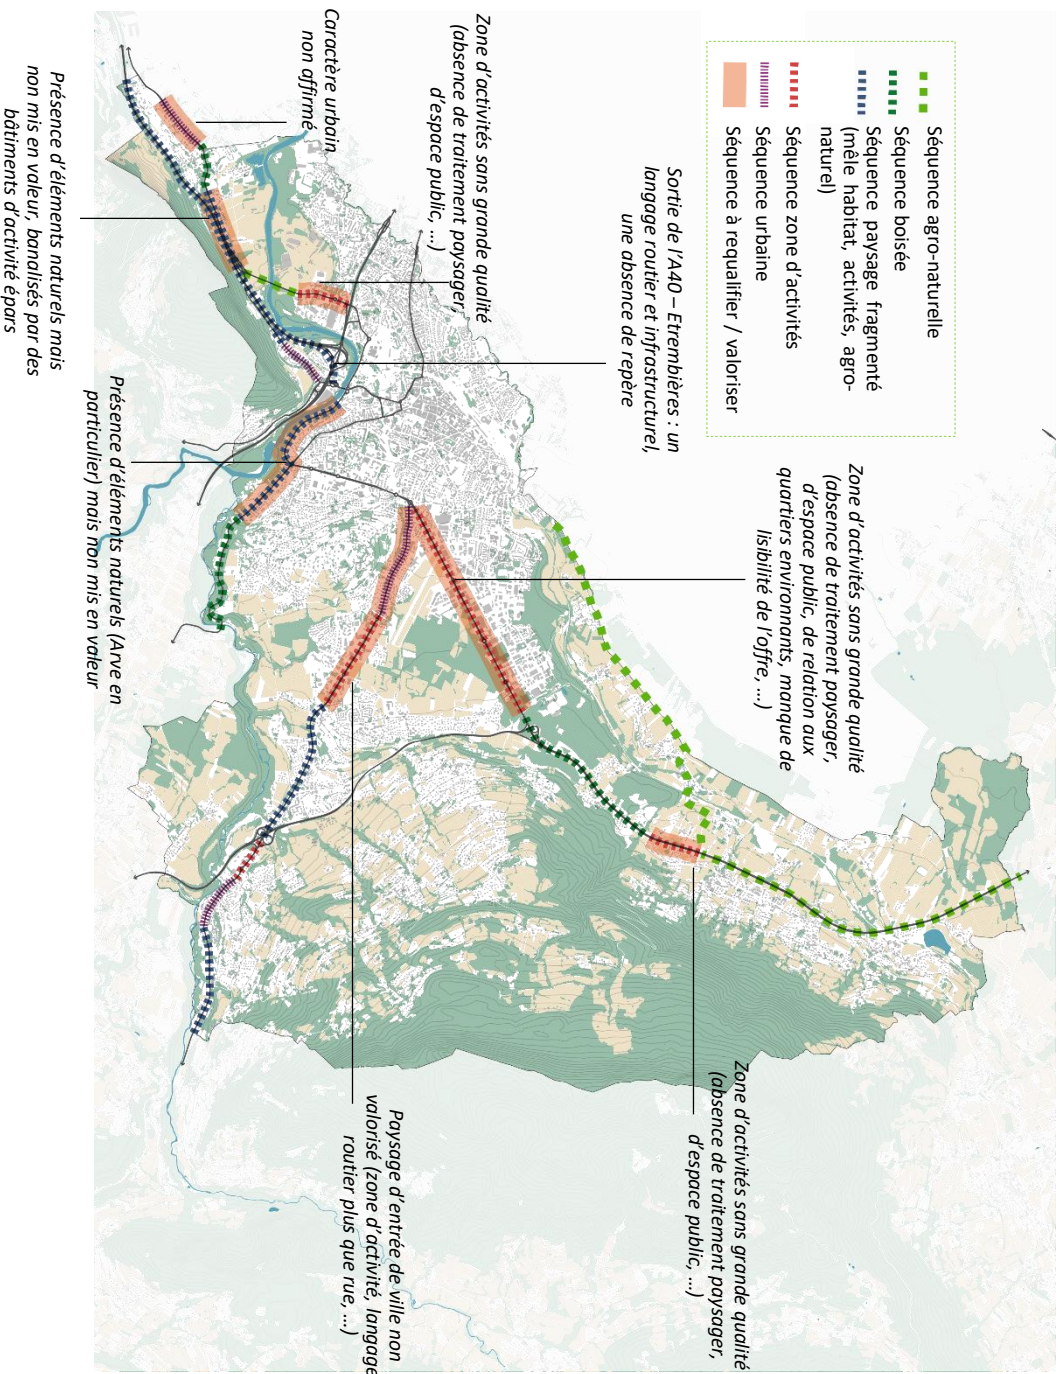 Séquence agro-naturelle
Séquence boisée
Séquence paysage fragmenté
(mêle habitat, activités, agro-
naturel)
Séquence zone d’activités
Séquence urbaine
Séquence à requalifier / valoriser
Zone d’activités sans grande qualité
(absence de traitement paysager,
d’espace public, de relation aux
quartiers environnants, manque de
lisibilité de l’offre, …)
Zone d’activités sans grande qualité
(absence de traitement paysager,
d’espace public, …)
Sortie de l’A40 – Etrembières : un
langage routier et infrastructurel,
une absence de repère
Zone d’activités sans grande qualité
(absence de traitement paysager,
d’espace public, …)
Paysage d’entrée de ville non
valorisé (zone d’activité, langage
routier plus que rue, …)
Caractère urbain
non affirmé
Présence d’éléments naturels (Arve en
particulier) mais non mis en valeur
Présence d’éléments naturels mais
non mis en valeur, banalisés par des
bâtiments d’activité épars